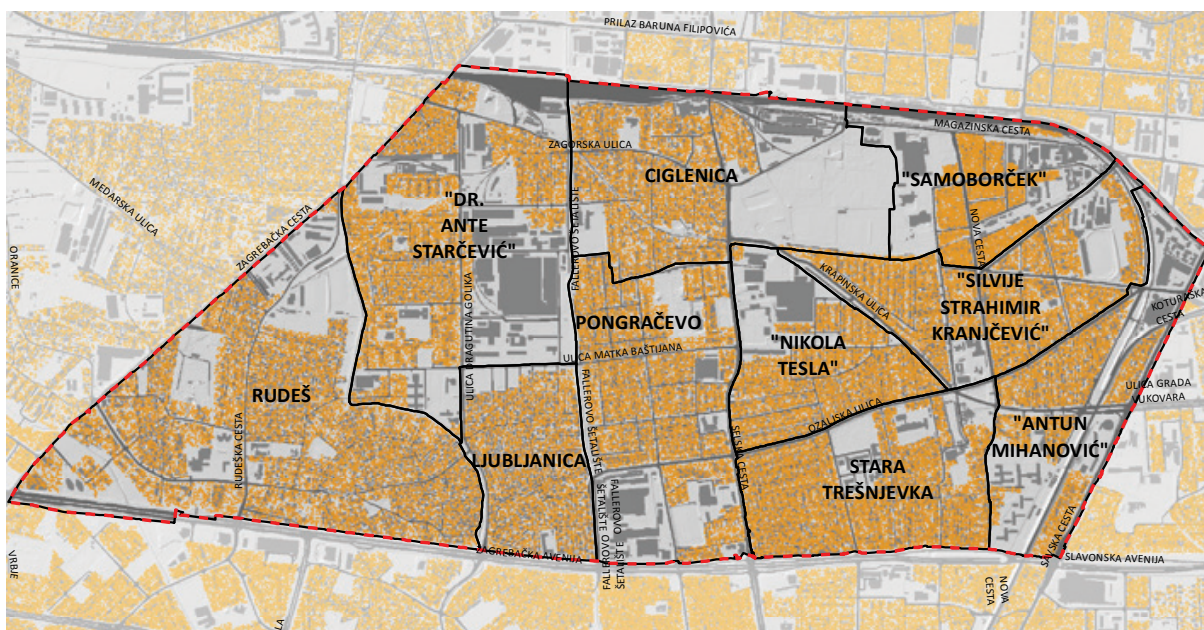 PRILAZ BARUNA FILIPOVIĆA
MAGAZINSKA CESTA
ZAGORSKA ULICA
CIGLENICA
"SAMOBORČEK"
MEDARSKA ULICA
"DR.
ANTE
STARČEVIĆ"
FALLEROVO ŠETALIŠTE
NOVA CESTA
ZAGREBAČKA CESTA
ORANICE
KRAPINSKA ULICA
"SILVIJE
STRAHIMIR
KRANJČEVIĆ"
KOTURAŠKA
CESTA
ULICA DRAGUTINA GOLIKA
PONGRAČEVO
"NIKOLA
TESLA"
ULICA MATKA BAŠTIJANA
RUDEŠ
ULICA GRADA
VUKOVARA
FALLEROVO ŠETALIŠTE
OZALJSKA ULICA
"ANTUN
MIHANOVIĆ"
RUDEŠKA CESTA
SELSKA CESTA
LJUBLJANICA
STARA
TREŠNJEVKA
FALLEROVO
ŠETALIŠTE
SAVSKA CESTA
ZAGREBAČKA AVENIJA
SLAVONSKA AVENIJA
VRBJE
FALLEROVO
ŠETALIŠTE
NOVA
CESTA